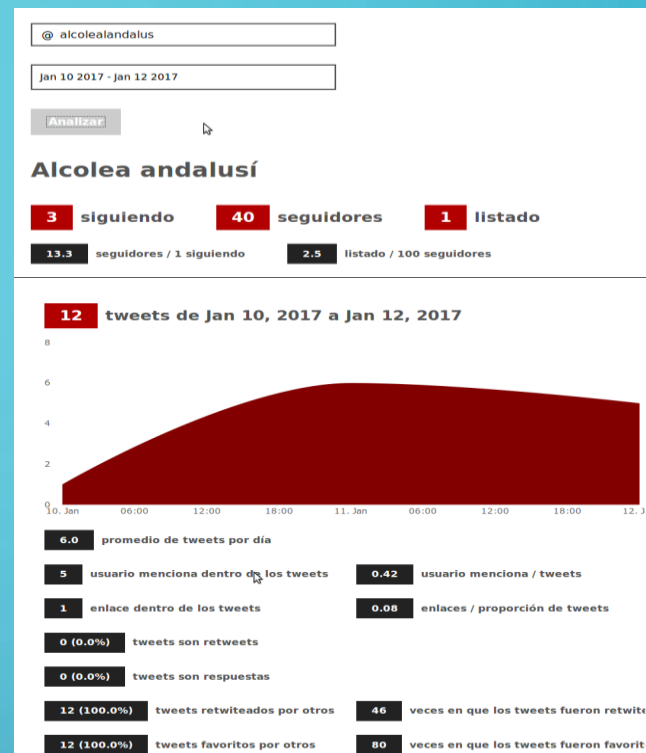 @ alcolealandalus
Jan 10 2017 - Jan 12 2017
Analizar
Alcolea andalusí
3 siguiendo 40 seguidores 1 listado
13.3 seguidores / 1 siguiendo 2.5 listado / 100 seguidores
12 tweets de Jan 10, 2017 a Jan 12, 2017
8
6
4
2
0
10. Jan 06:00 12:00 18:00 11. Jan 06:00 12:00 18:00 12. J
6.0 promedio de tweets por día
5 usuario menciona dentro de los tweets 0.42 usuario menciona / tweets
1 enlace dentro de los tweets 0.08 enlaces / proporción de tweets
0 (0.0%) tweets son retweets
0 (0.0%) tweets son respuestas
12 (100.0%) tweets retwiteados por otros 46 veces en que los tweets fueron retwite
12 (100.0%) tweets favoritos por otros 80 veces en que los tweets fueron favorit